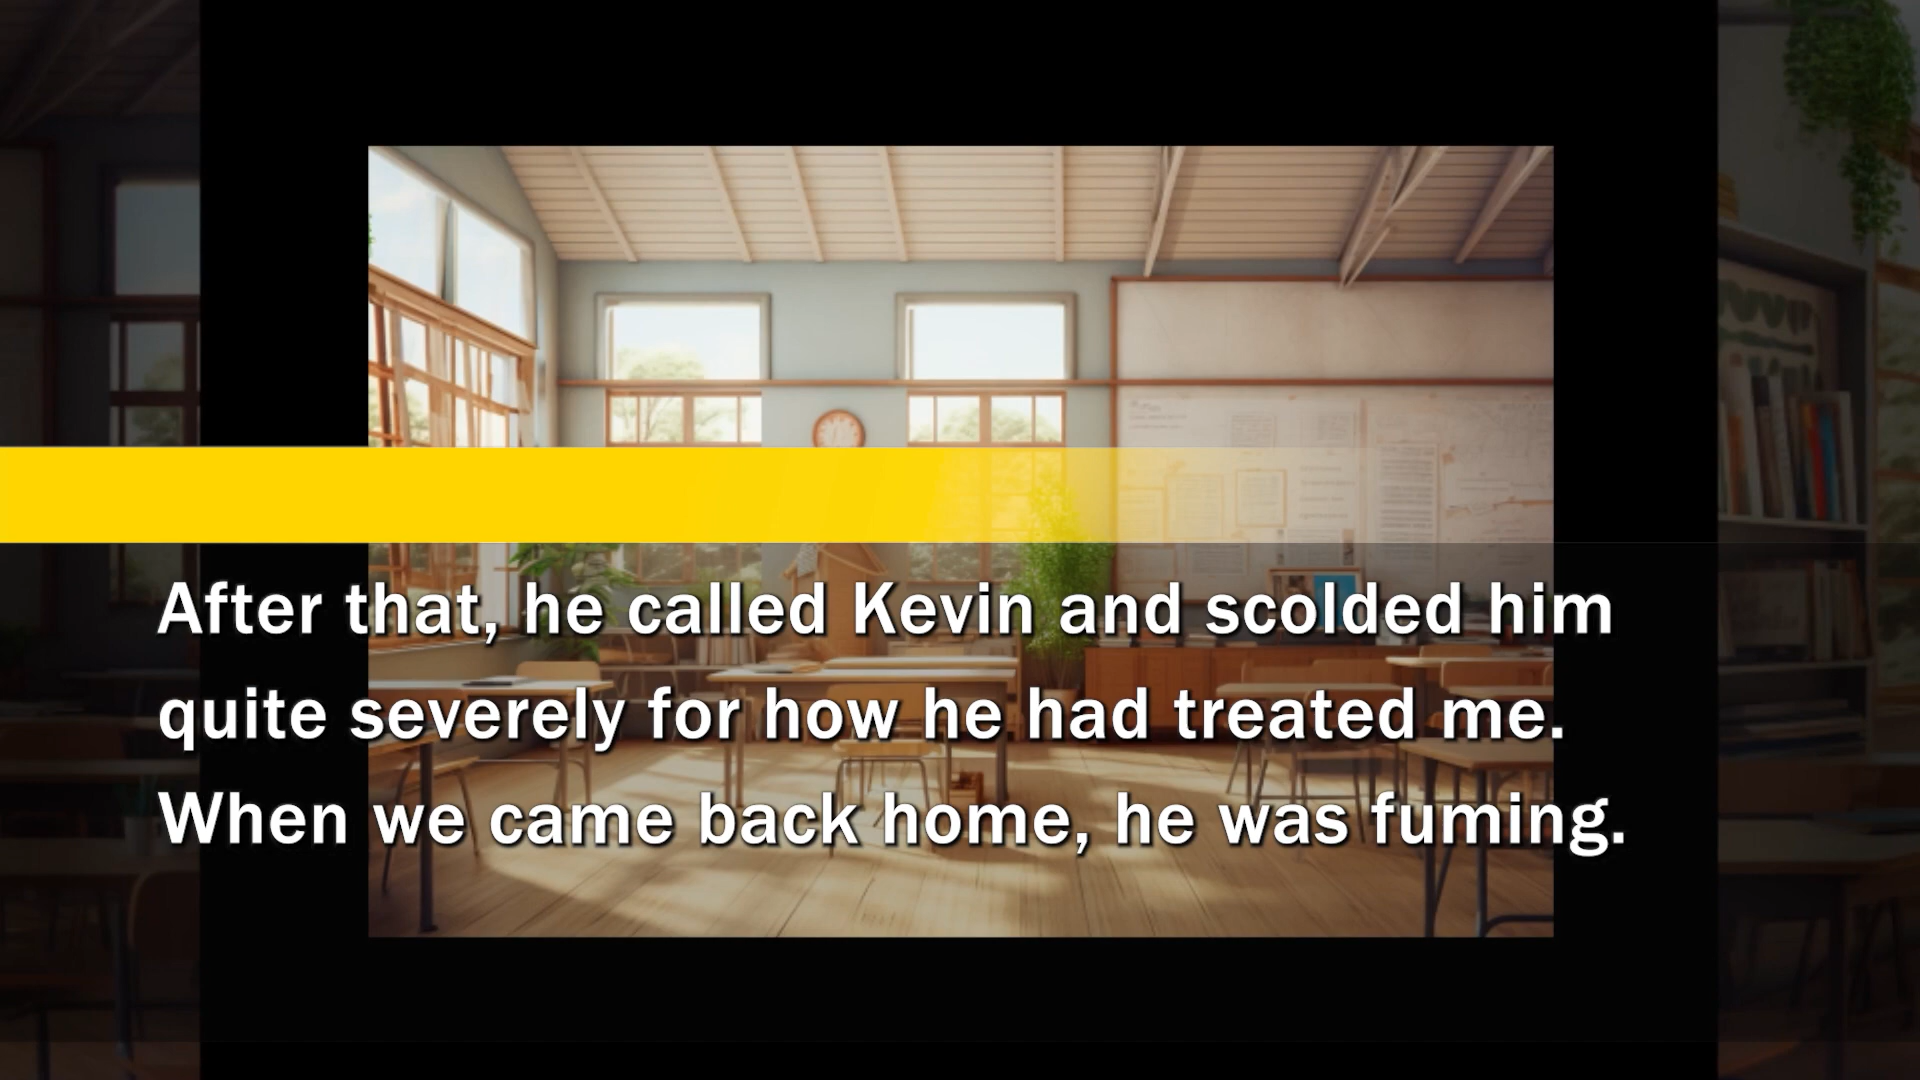 After that, he called Kevin and scolded him
quite severely for how he had treated me.
When we came back home, he was fuming.